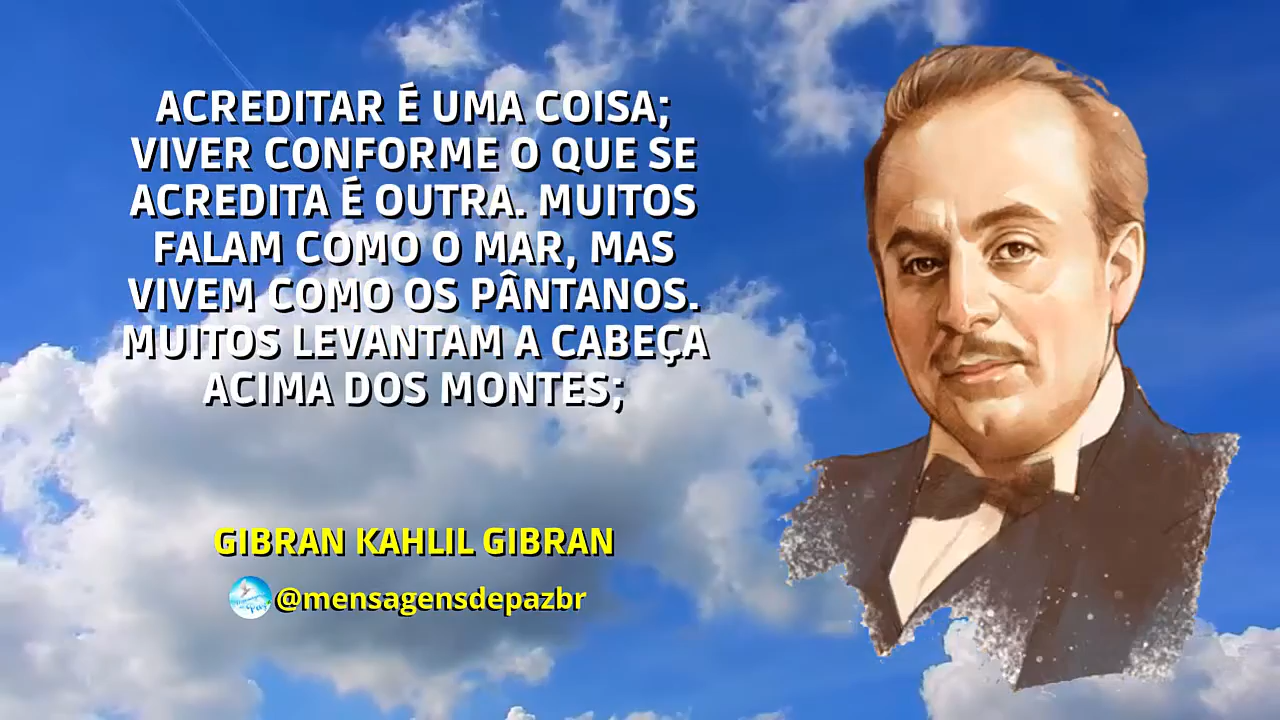 ACREDITAR É UMA COISA;
VIVER CONFORME O QUE SE
ACREDITA É OUTRA. MUITOS
FALAM COMO O MAR, MAS
VIVEM COMO OS PÂNTANOS.
MUITOS LEVANTAM A CABEÇA
ACIMA DOS MONTES;
GIBRAN KAHLIL GIBRAN
@mensagensdepazbr